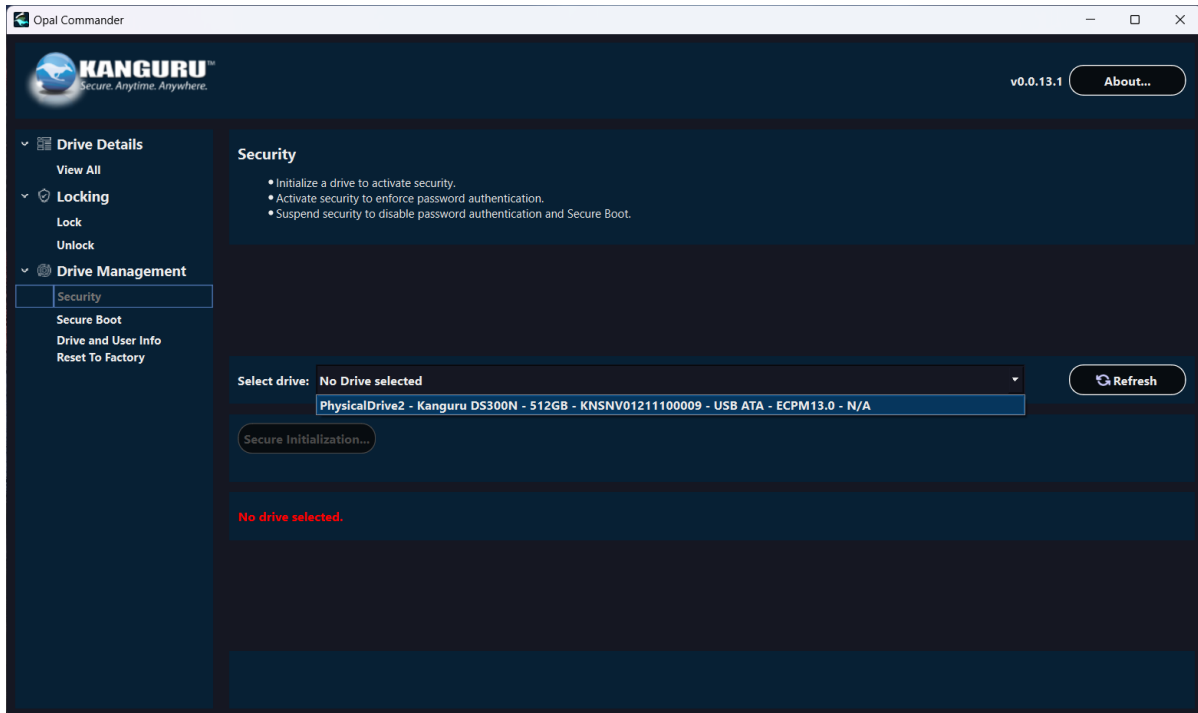 Opal Commander
KANGURU™
Secure. Anytime. Anywhere.
v0.0.13.1
About...
Drive Details
View All
Locking
Lock
Unlock
Drive Management
Security
Secure Boot
Drive and User Info
Reset To Factory
Security
• Initialize a drive to activate security.
• Activate security to enforce password authentication.
• Suspend security to disable password authentication and Secure Boot.
Select drive: No Drive selected
Refresh
PhysicalDrive2 - Kanguru DS300N - 512GB - KNSNV01211100009 - USB ATA - ECPM13.0 - N/A
Secure Initialization...
No drive selected.